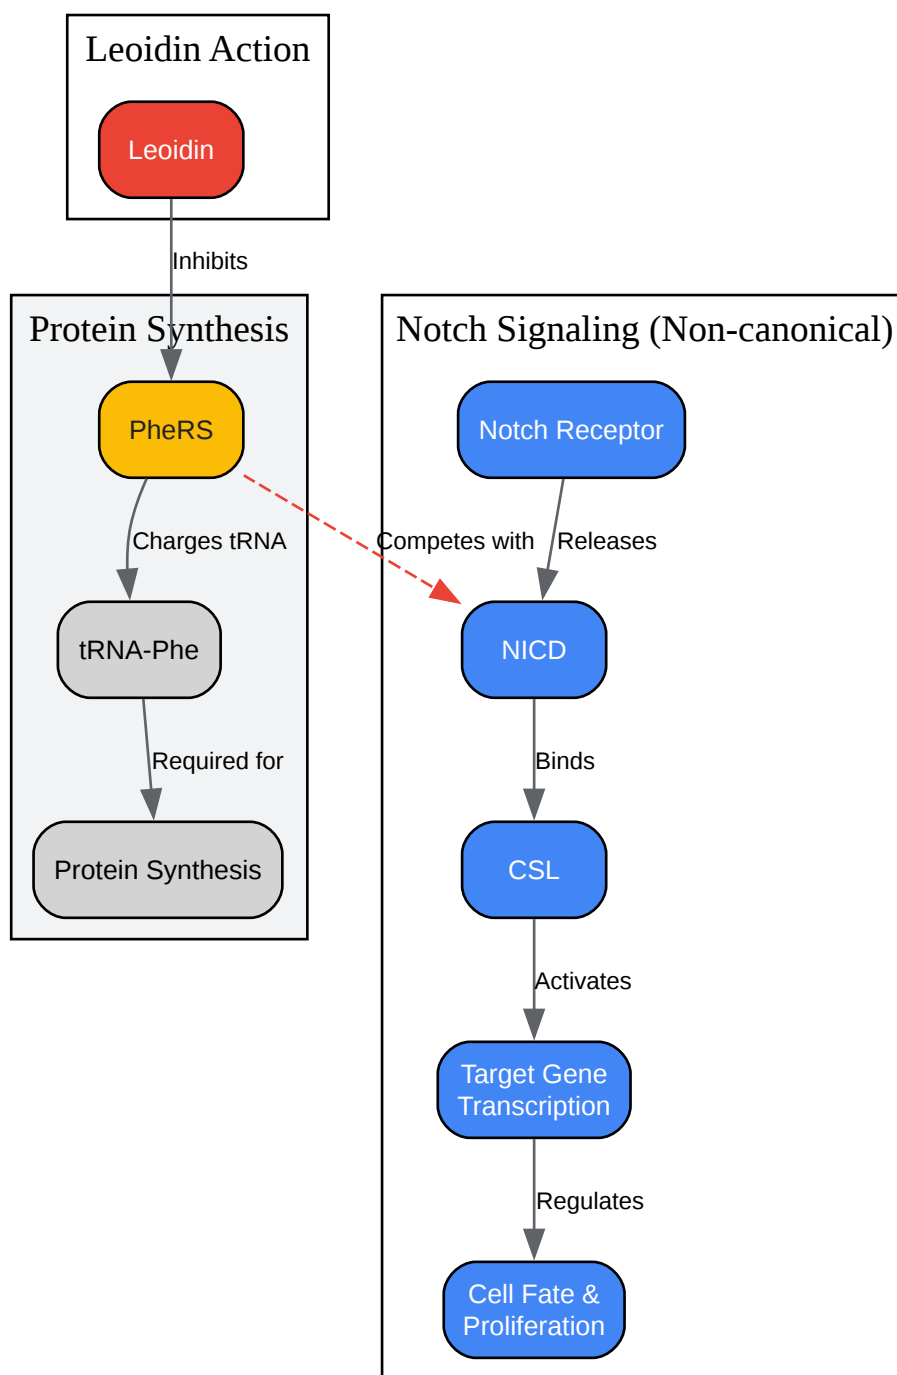 Leoidin Action
Leoidin
Inhibits
Protein Synthesis
PheRS
Charges tRNA
tRNA-Phe
Required for
Protein Synthesis
Notch Signaling (Non-canonical)
Notch Receptor
Competes with
Releases
NICD
Binds
CSL
Activates
Target Gene
Transcription
Regulates
Cell Fate &
Proliferation